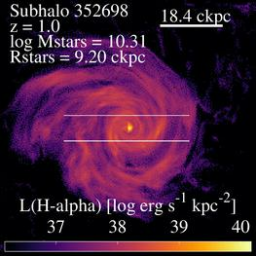 Subhalo 352698
18.4 ckpc
z = 1.0
log Mstars = 10.31
Rstars = 9.20 ckpc
L(H-alpha) [log erg s⁻¹ kpc⁻²]
37 38 39 40